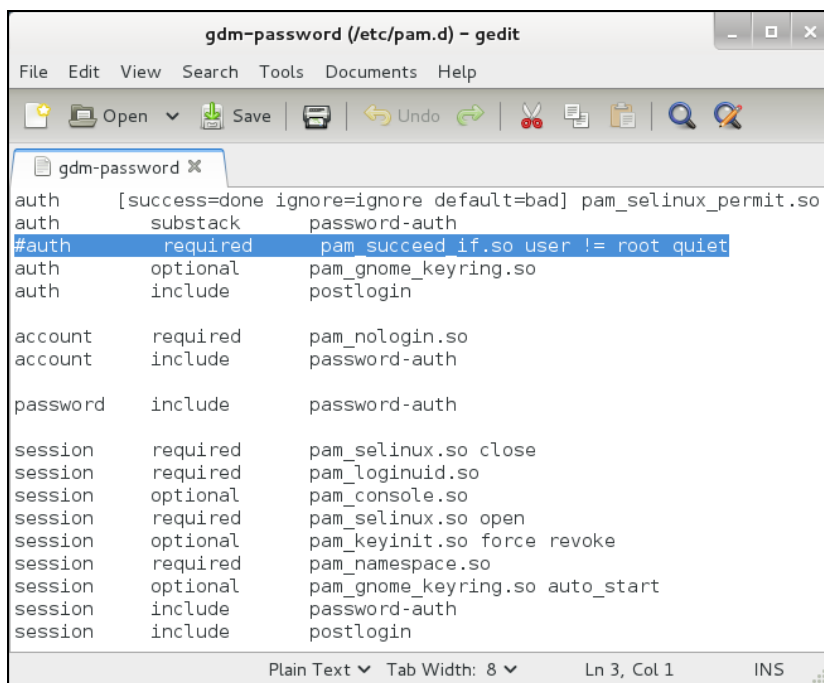 gdm-password (/etc/pam.d) – gedit
File Edit View Search Tools Documents Help
Open Save Undo
gdm-password
auth [success=done ignore=ignore default=bad] pam_selinux_permit.so
auth substack password-auth
#auth required pam_succeed_if.so user != root quiet
auth optional pam_gnome_keyring.so
auth include postlogin
account required pam_nologin.so
account include password-auth
password include password-auth
session required pam_selinux.so close
session required pam_loginuid.so
session optional pam_console.so
session required pam_selinux.so open
session optional pam_keyinit.so force revoke
session required pam_namespace.so
session optional pam_gnome_keyring.so auto_start
session include password-auth
session include postlogin
Plain Text Tab Width: 8 Ln 3, Col 1 INS